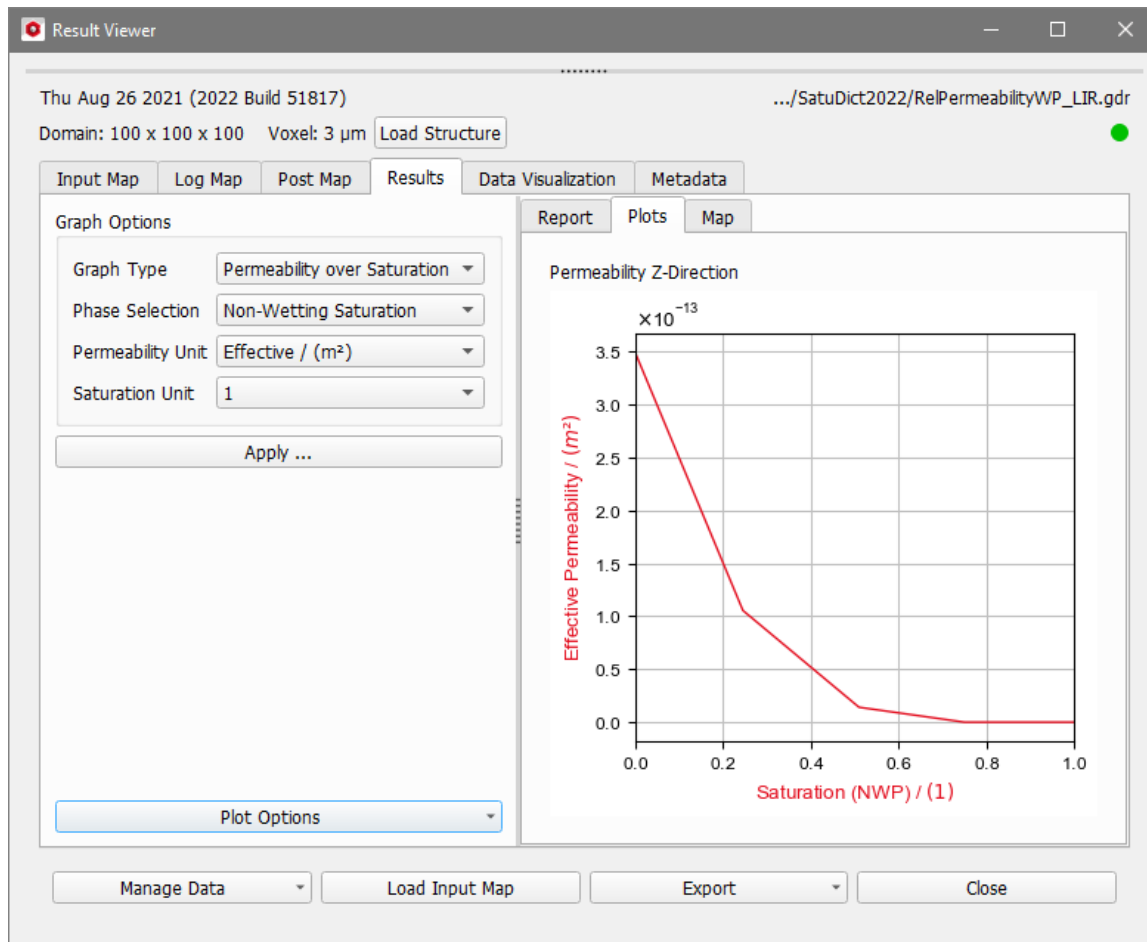 Result Viewer
Thu Aug 26 2021 (2022 Build 51817)
.../SatuDict2022/RelPermeabilityWP_LIR.gdr
Domain: 100 x 100 x 100 Voxel: 3 µm Load Structure
Input Map Log Map Post Map Results Data Visualization Metadata
Graph Options
Graph Type Permeability over Saturation
Phase Selection Non-Wetting Saturation
Permeability Unit Effective / (m²)
Saturation Unit 1
Apply ...
Plot Options
Report Plots Map
Permeability Z-Direction
×10⁻¹³
3.5
3.0
2.5
2.0
1.5
1.0
0.5
0.0
Effective Permeability / (m²)
0.0 0.2 0.4 0.6 0.8 1.0
Saturation (NWP) / (1)
Manage Data Load Input Map Export Close